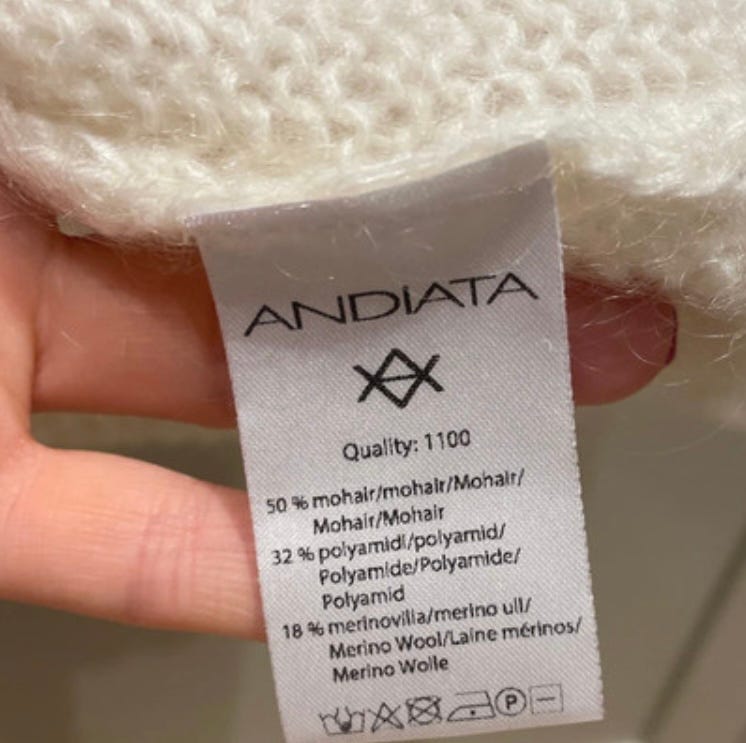 ANDiATA
Quality: 1100
50 % mohair/mohair/Mohair/
Mohair/Mohair
32 % polyamidi/polyamid/
Polyamide/Polyamide/
Polyamid
18 % merinovilla/merino ull/
Merino Wool/Laine mérinos/
Merino Wolle
P